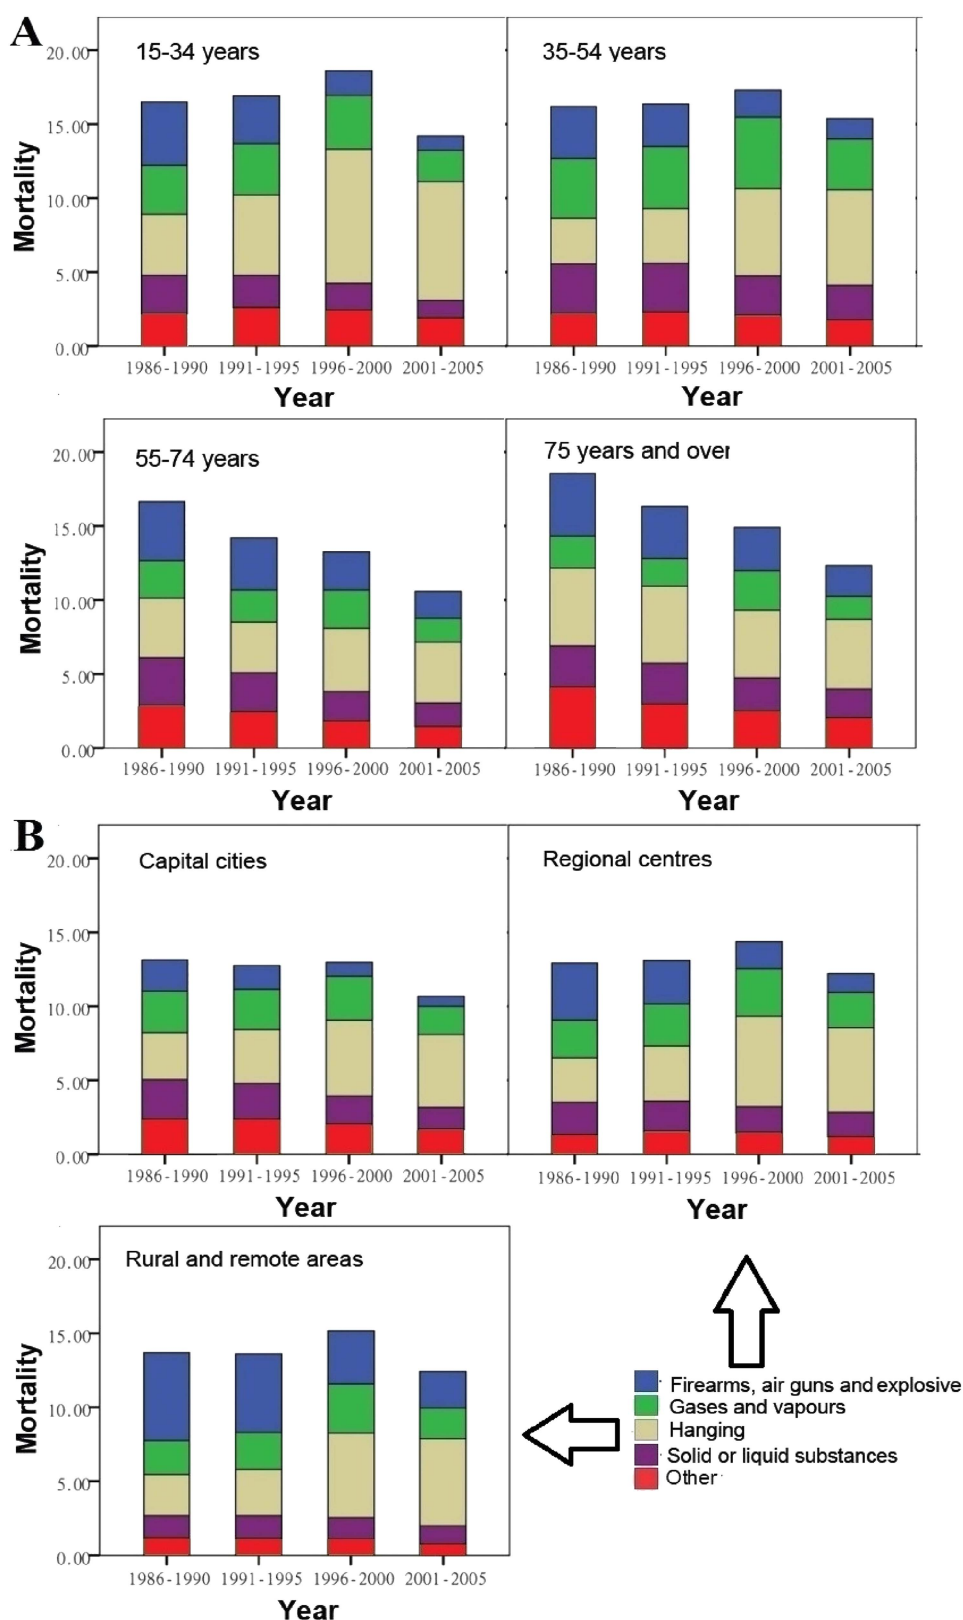 A
15-34 years
35-54 years
20.00
15.00
10.00
5.00
0.00
Mortality
1986-1990 1991-1995 1996-2000 2001-2005
1986-1990 1991-1995 1996-2000 2001-2005
Year
Year
55-74 years
75 years and over
20.00
15.00
10.00
5.00
0.00
Mortality
1986-1990 1991-1995 1996-2000 2001-2005
1986-1990 1991-1995 1996-2000 2001-2005
Year
Year
B
Capital cities
Regional centres
20.00
15.00
10.00
5.00
0.00
Mortality
1986-1990 1991-1995 1996-2000 2001-2005
1986-1990 1991-1995 1996-2000 2001-2005
Year
Year
Rural and remote areas
20.00
15.00
10.00
5.00
0.00
Mortality
1986-1990 1991-1995 1996-2000 2001-2005
Year
Firearms, air guns and explosive
Gases and vapours
Hanging
Solid or liquid substances
Other